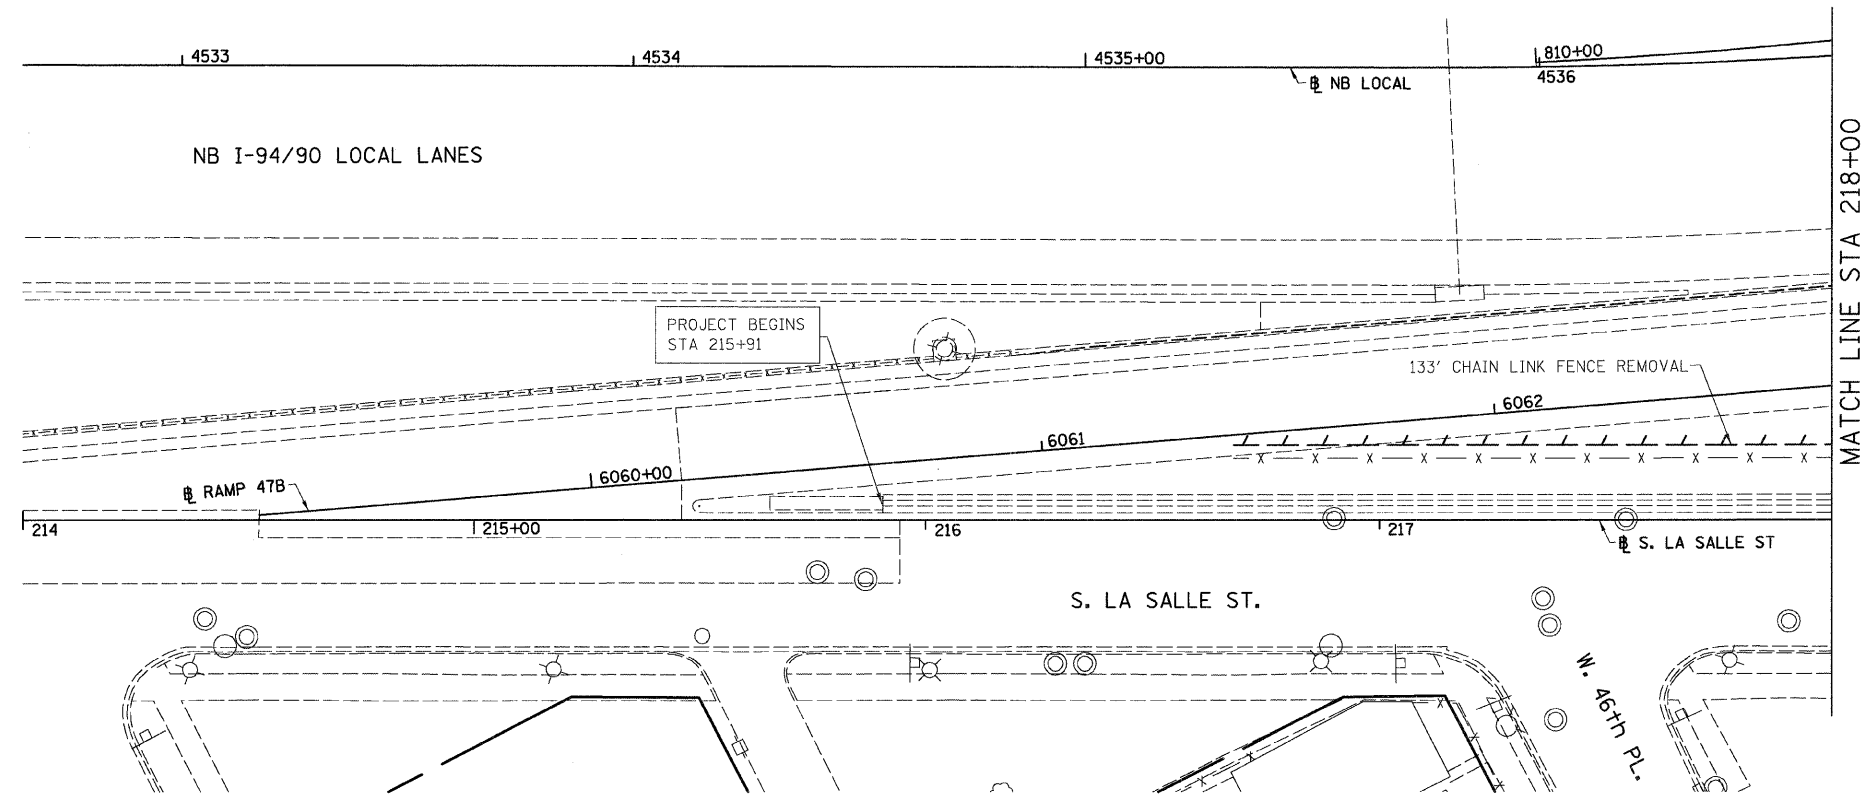 4533
4534
4535+00
810+00
4536
℄ NB LOCAL
NB I-94/90 LOCAL LANES
MATCH LINE STA 218+00
PROJECT BEGINS
STA 215+91
133' CHAIN LINK FENCE REMOVAL
6062
6061
6060+00
℄ RAMP 47B
214
215+00
216
217
℄ S. LA SALLE ST
S. LA SALLE ST.
W. 46th PL.